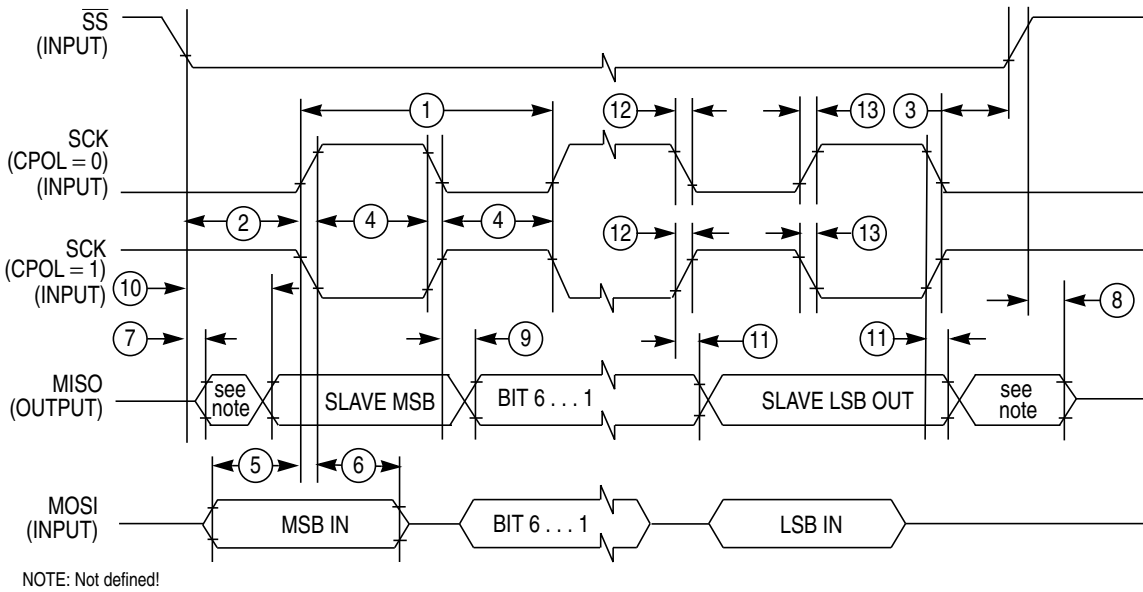 SS
(INPUT)
1
12
13
3
SCK
(CPOL = 0)
(INPUT)
2
4
4
12
13
SCK
(CPOL = 1)
(INPUT)
10
8
7
9
11
11
MISO
(OUTPUT)
see
note
SLAVE MSB
BIT 6 . . . 1
SLAVE LSB OUT
see
note
5
6
MOSI
(INPUT)
MSB IN
BIT 6 . . . 1
LSB IN
NOTE: Not defined!